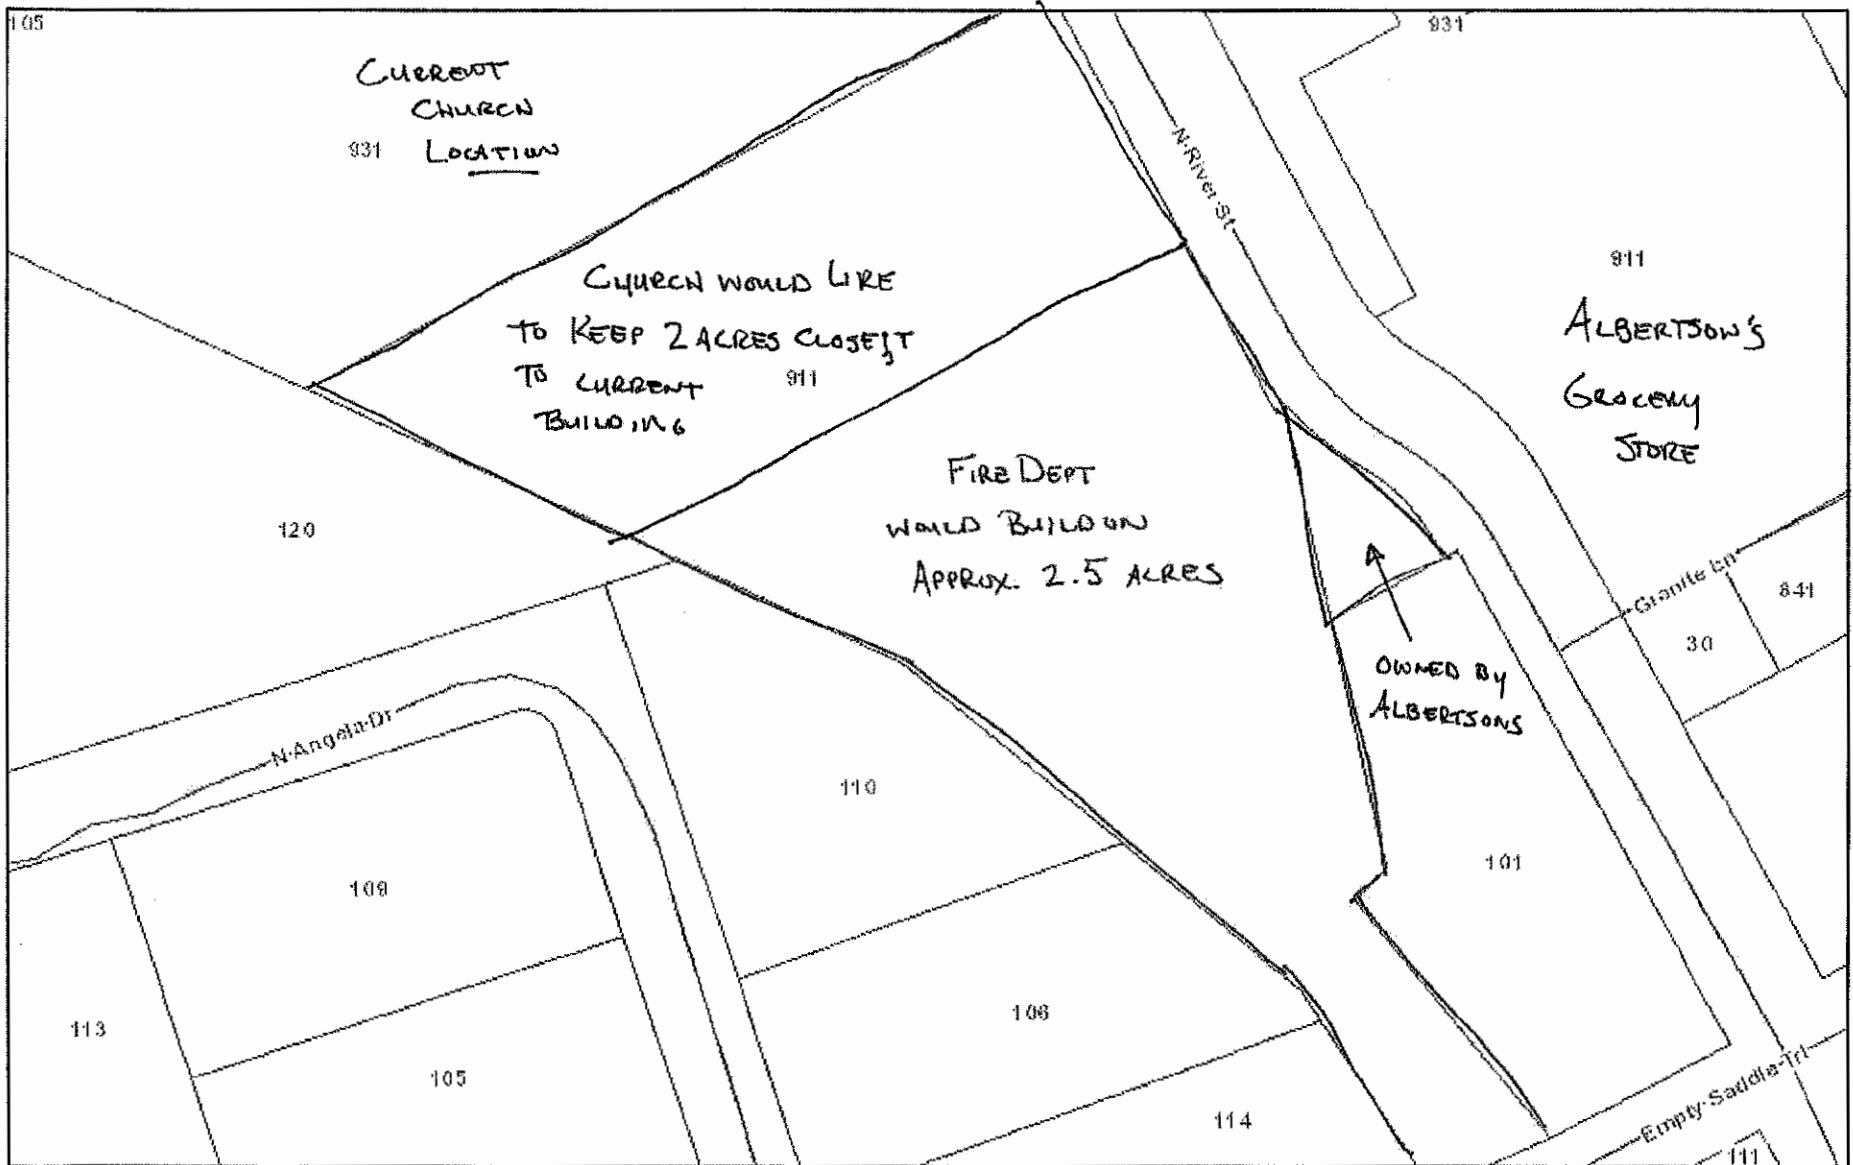 105
931
CURRENT
CHURCH
931 LOCATION
N River St
911
ALBERTSON'S
GROCERY
STORE
CHURCH WOULD LIKE
TO KEEP 2 ACRES CLOSEST
TO CURRENT
911
BUILDING
FIRE DEPT
WOULD BUILD ON
APPROX. 2.5 ACRES
120
Granite Ln
841
30
OWNED BY
ALBERTSONS
N Angela Dr
110
101
109
106
113
105
114
Empty Saddle Trl
111